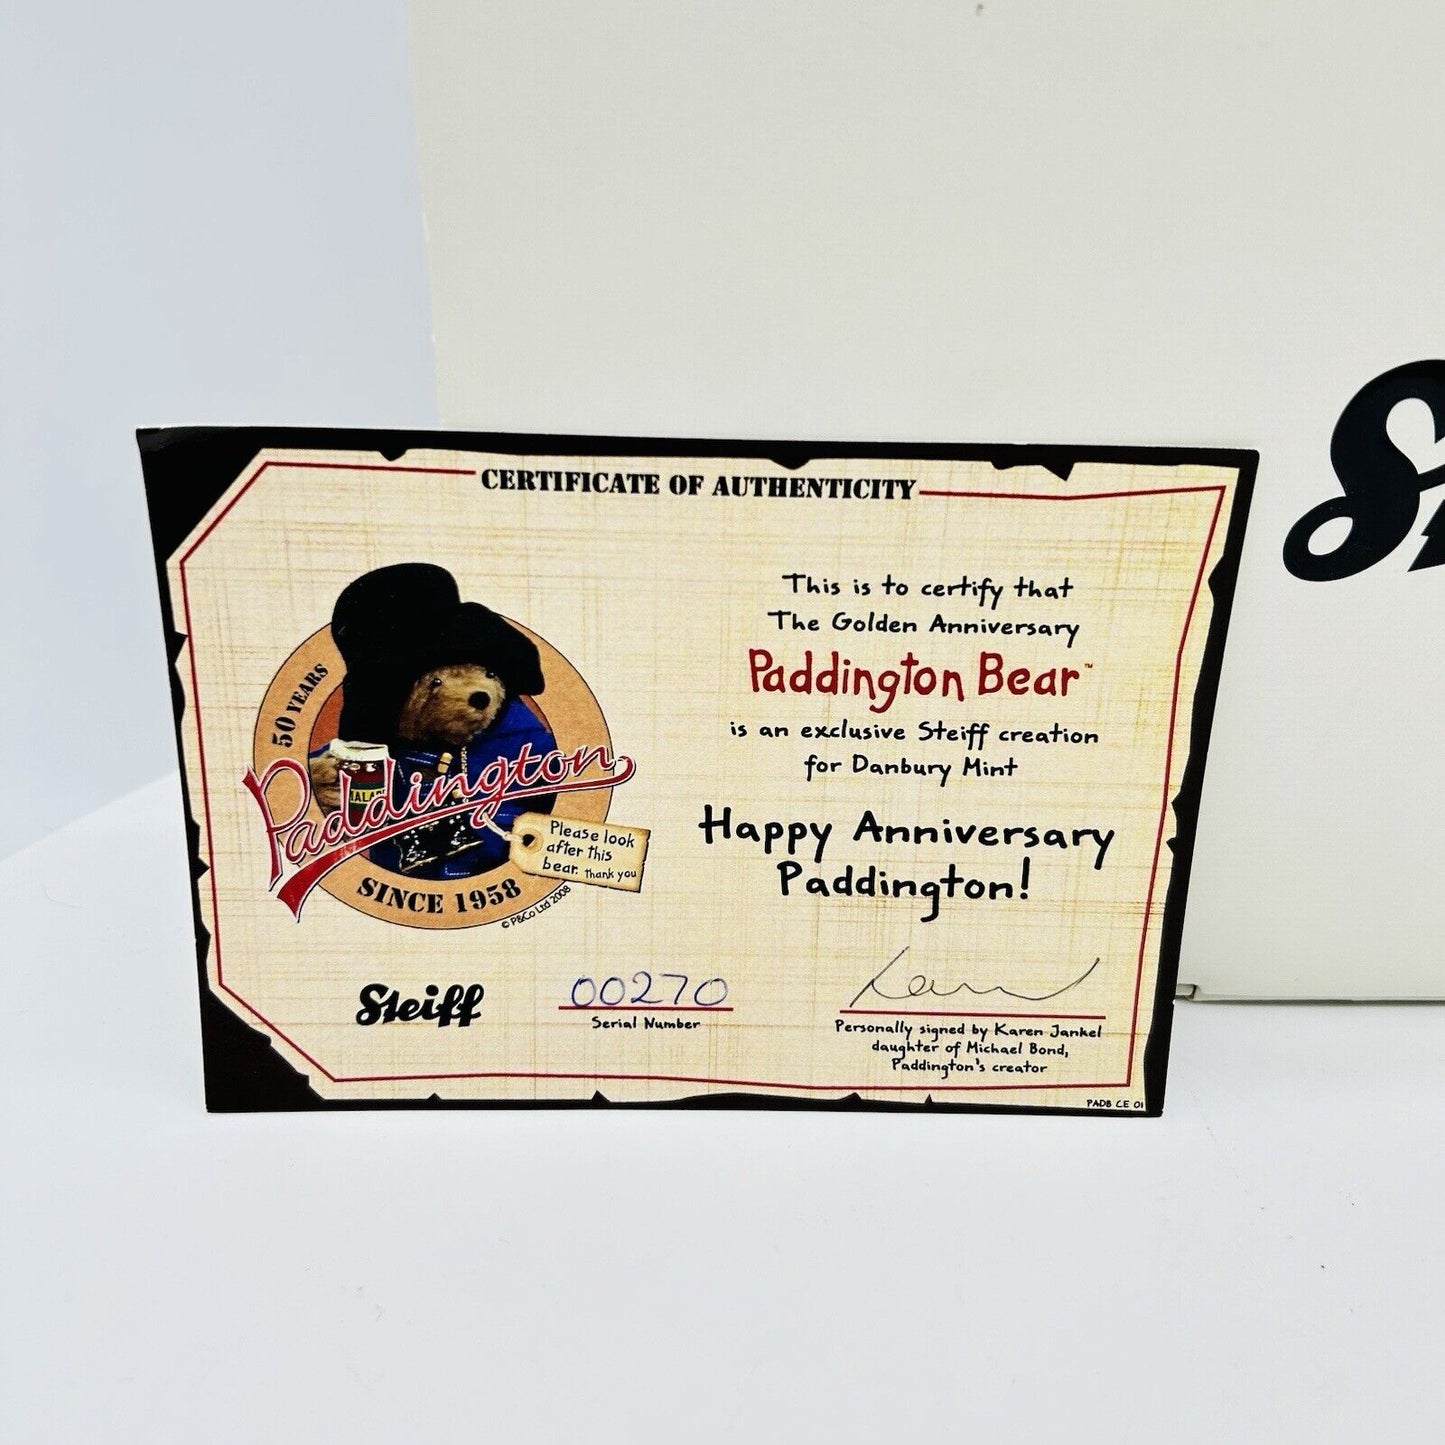 CERTIFICATE OF AUTHENTICITY
50 YEARS
Paddington
SINCE 1958
© P&Co Ltd 2008
Please look
after this
bear. thank you
This is to certify that
The Golden Anniversary
Paddington Bear™
is an exclusive Steiff creation
for Danbury Mint
Happy Anniversary
Paddington!
Steiff
00270
Serial Number
Karen
Personally signed by Karen Jankel
daughter of Michael Bond,
Paddington's creator
PADB CE 01